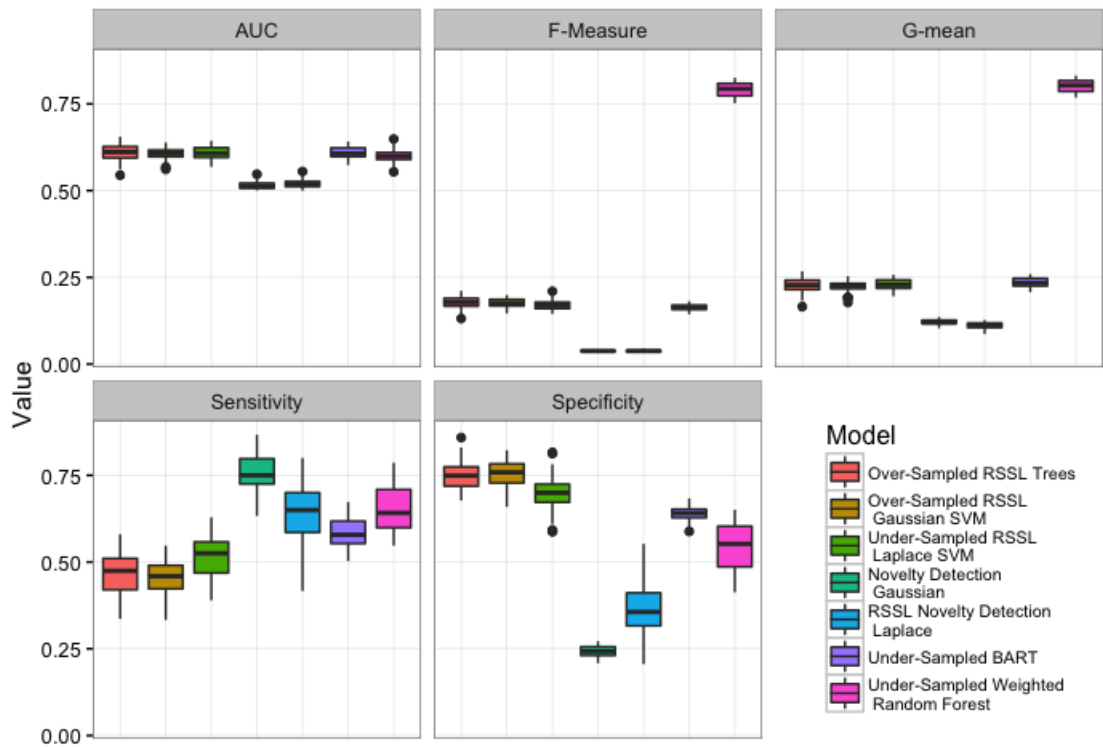 AUC
F-Measure
G-mean
0.75
0.50
0.25
0.00
Value
Sensitivity
Specificity
0.75
0.50
0.25
0.00
Model
Over-Sampled RSSL Trees
Over-Sampled RSSL
Gaussian SVM
Under-Sampled RSSL
Laplace SVM
Novelty Detection
Gaussian
RSSL Novelty Detection
Laplace
Under-Sampled BART
Under-Sampled Weighted
Random Forest